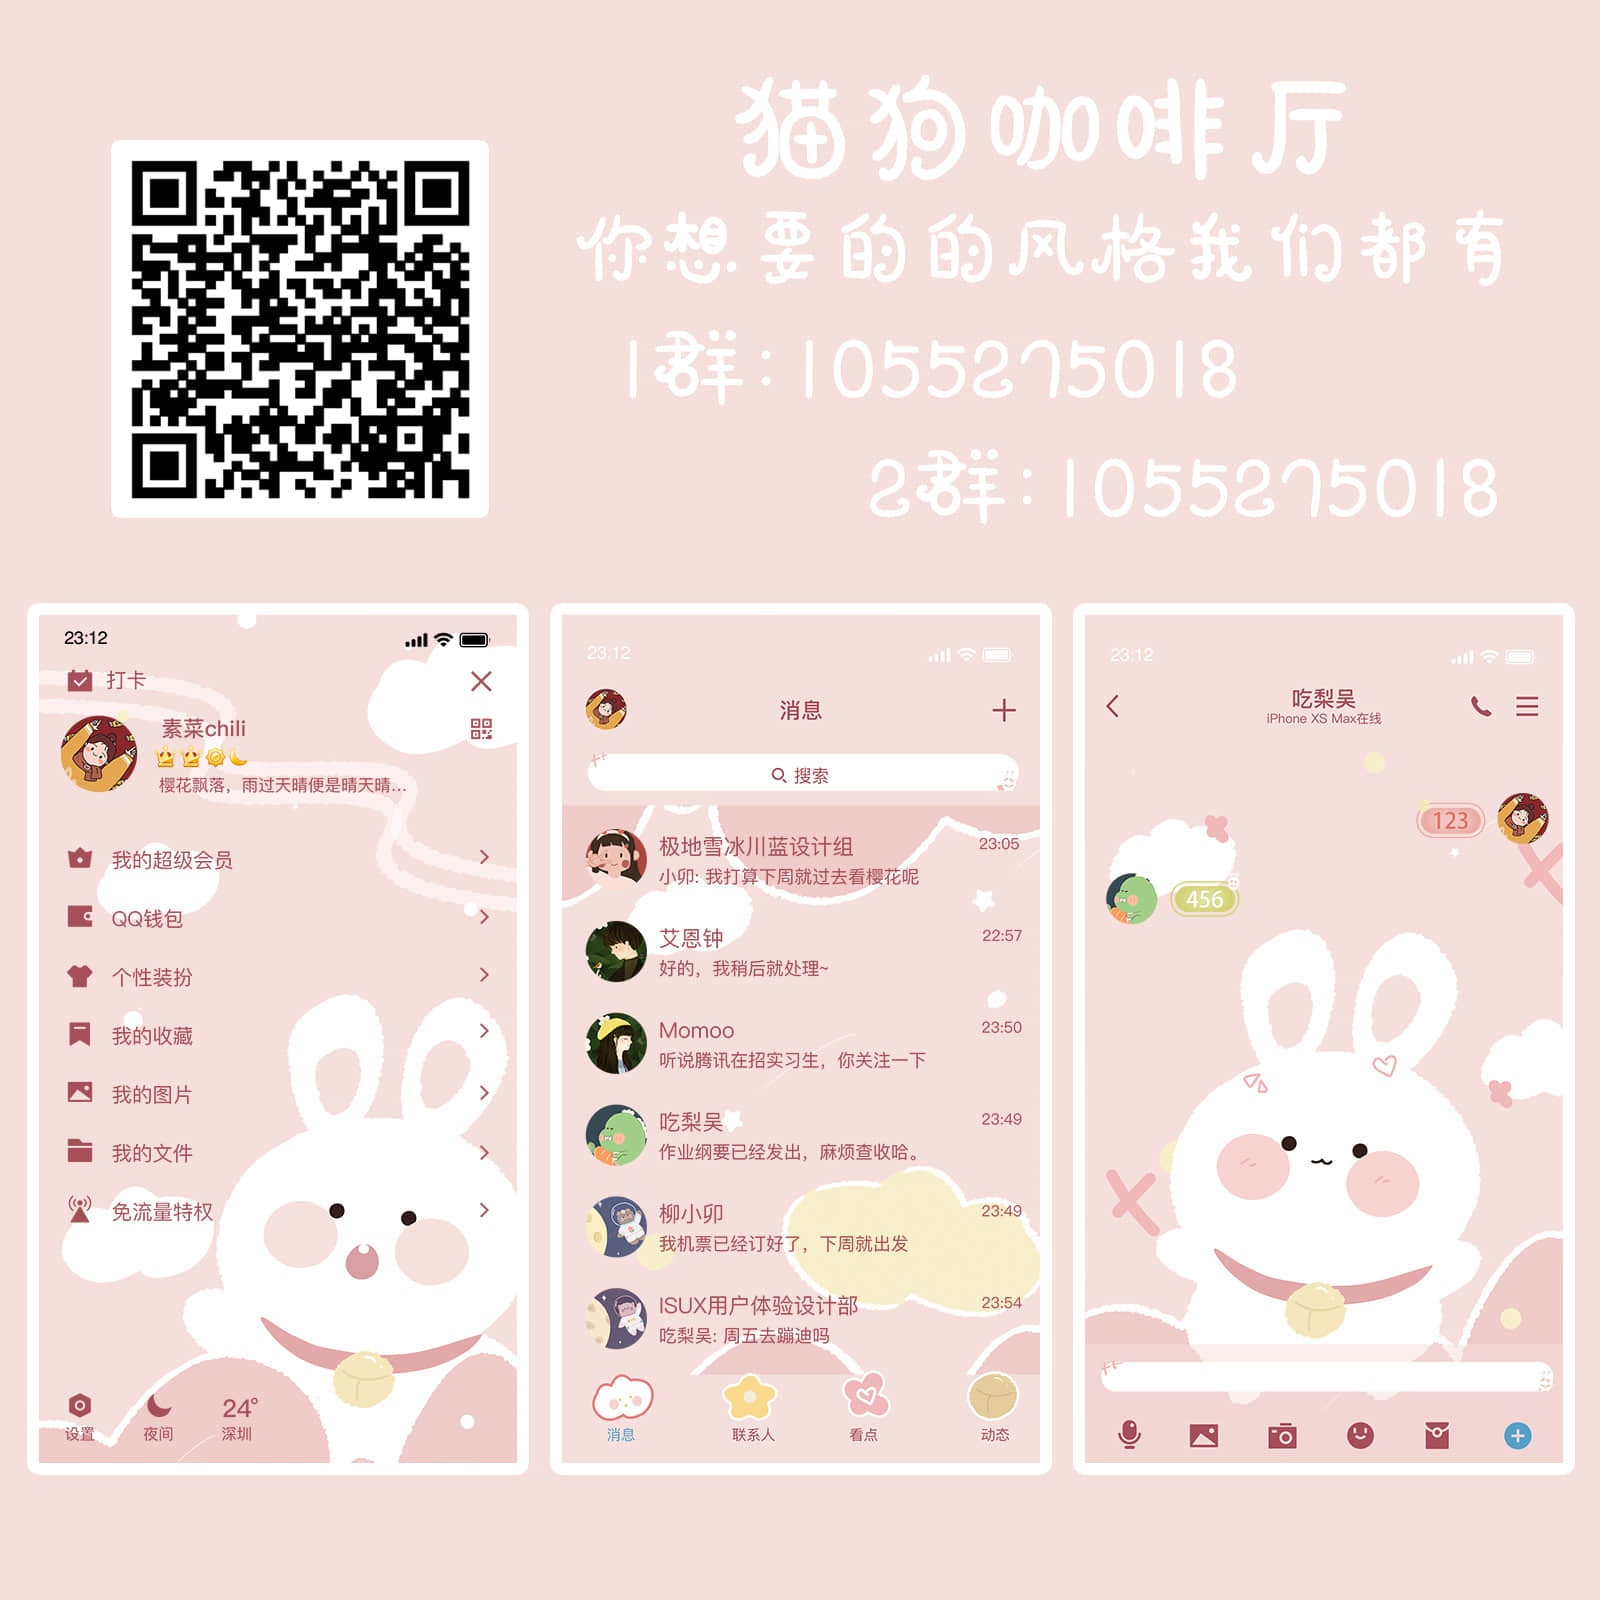 猫狗咖啡厅
你想要的的风格我们都有
1群:1055275018
2群:1055275018
23:12
打卡
素菜chili
樱花飘落，雨过天晴便是晴天晴...
我的超级会员
QQ钱包
个性装扮
我的收藏
我的图片
我的文件
免流量特权
24°
设置 夜间 深圳
23:12
消息
搜索
极地雪冰川蓝设计组 23:05
小卯: 我打算下周就过去看樱花呢
艾恩钟 22:57
好的，我稍后就处理~
Momoo 23:50
听说腾讯在招实习生，你关注一下
吃梨吴 23:49
作业纲要已经发出，麻烦查收哈。
柳小卯 23:49
我机票已经订好了，下周就出发
ISUX用户体验设计部 23:54
吃梨吴: 周五去蹦迪吗
消息 联系人 看点 动态
23:12
吃梨吴
iPhone XS Max在线
123
456